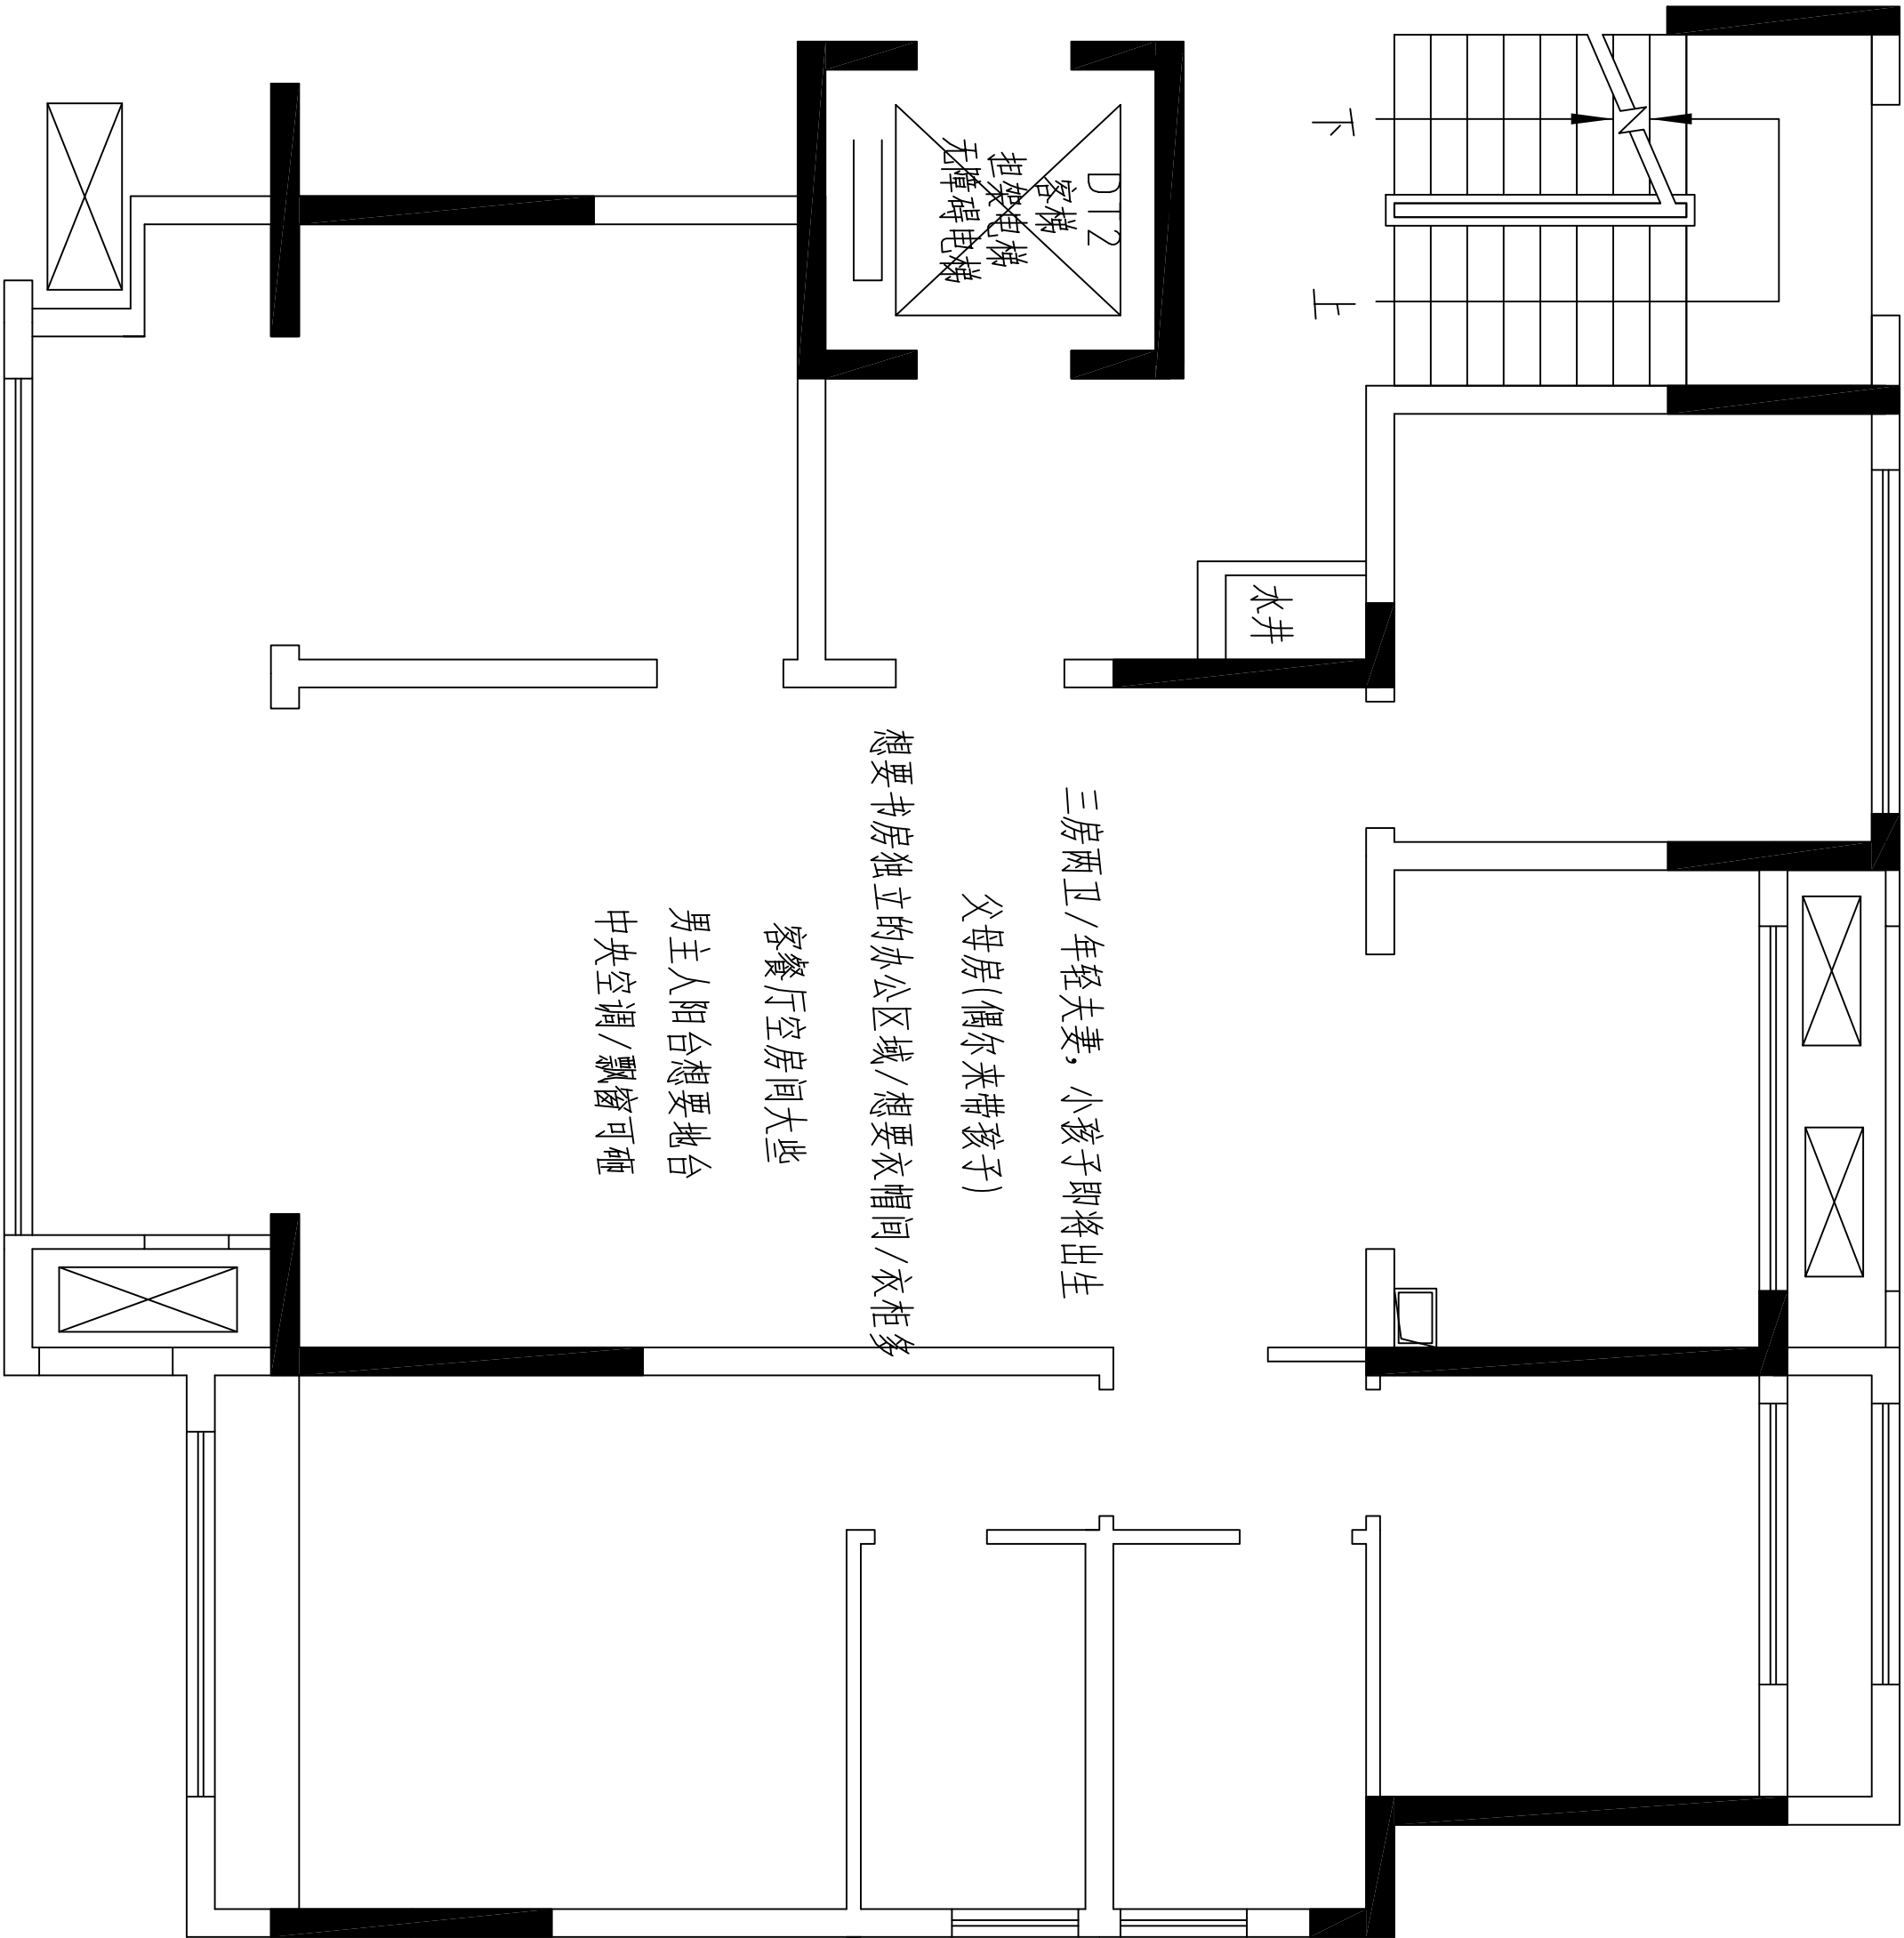 下
上
DT2
客梯
担架电梯
无障碍电梯
水井
三房两卫/年轻夫妻，小孩子即将出生
父母房(偶尔来带孩子)
想要书房独立的办公区域/想要衣帽间/衣柜多
客餐厅空房间大些
男主人阳台想要地台
中央空调/飘窗可砸